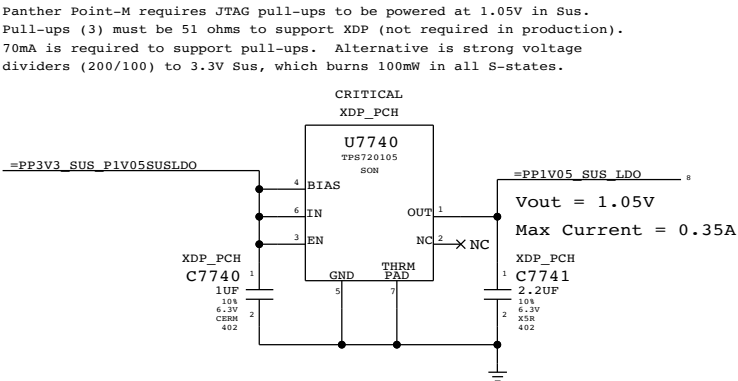 Panther Point-M requires JTAG pull-ups to be powered at 1.05V in Sus.
Pull-ups (3) must be 51 ohms to support XDP (not required in production).
70mA is required to support pull-ups.  Alternative is strong voltage
dividers (200/100) to 3.3V Sus, which burns 100mW in all S-states.
CRITICAL
XDP_PCH
U7740
TPS720105
SON
=PP3V3_SUS_P1V05SUSLDO
=PP1V05_SUS_LDO 8
4 BIAS
Vout = 1.05V
6 IN
OUT 1
Max Current = 0.35A
3 EN
NC 2 NC
XDP_PCH
C7740 1
1UF
10%
6.3V
CERM
402
2
GND
5
THRM
PAD
7
XDP_PCH
1 C7741
2.2UF
10%
6.3V
X5R
402
2